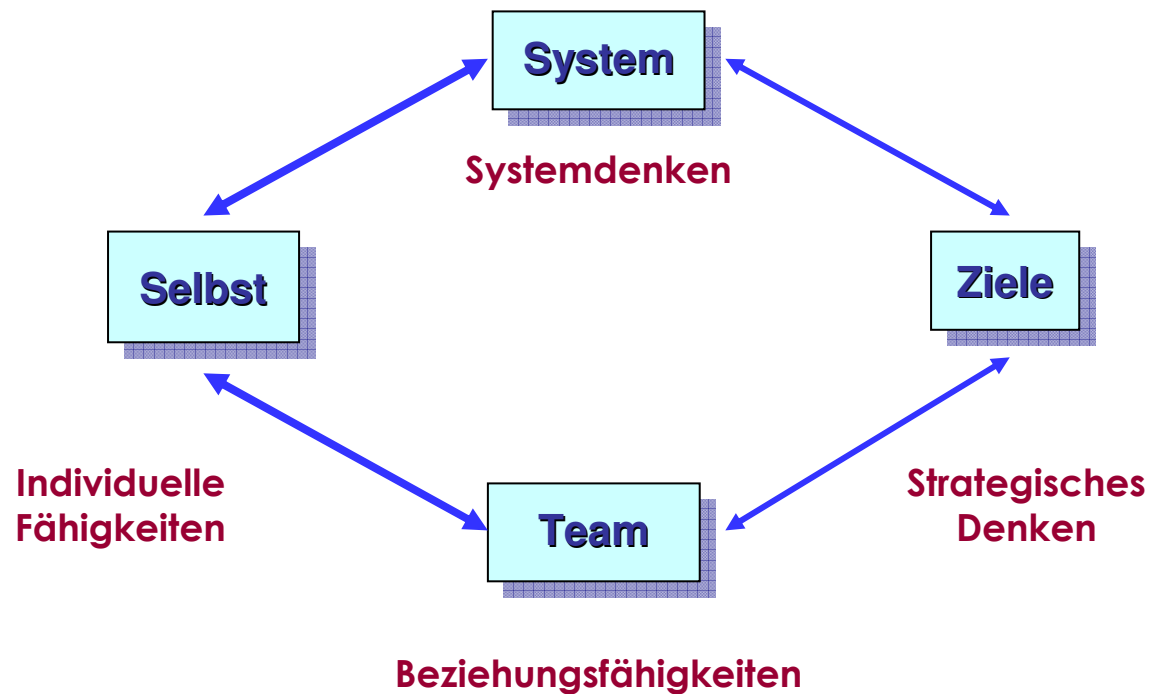 System
Systemdenken
Selbst
Ziele
Individuelle
Fähigkeiten
Strategisches
Denken
Team
Beziehungsfähigkeiten